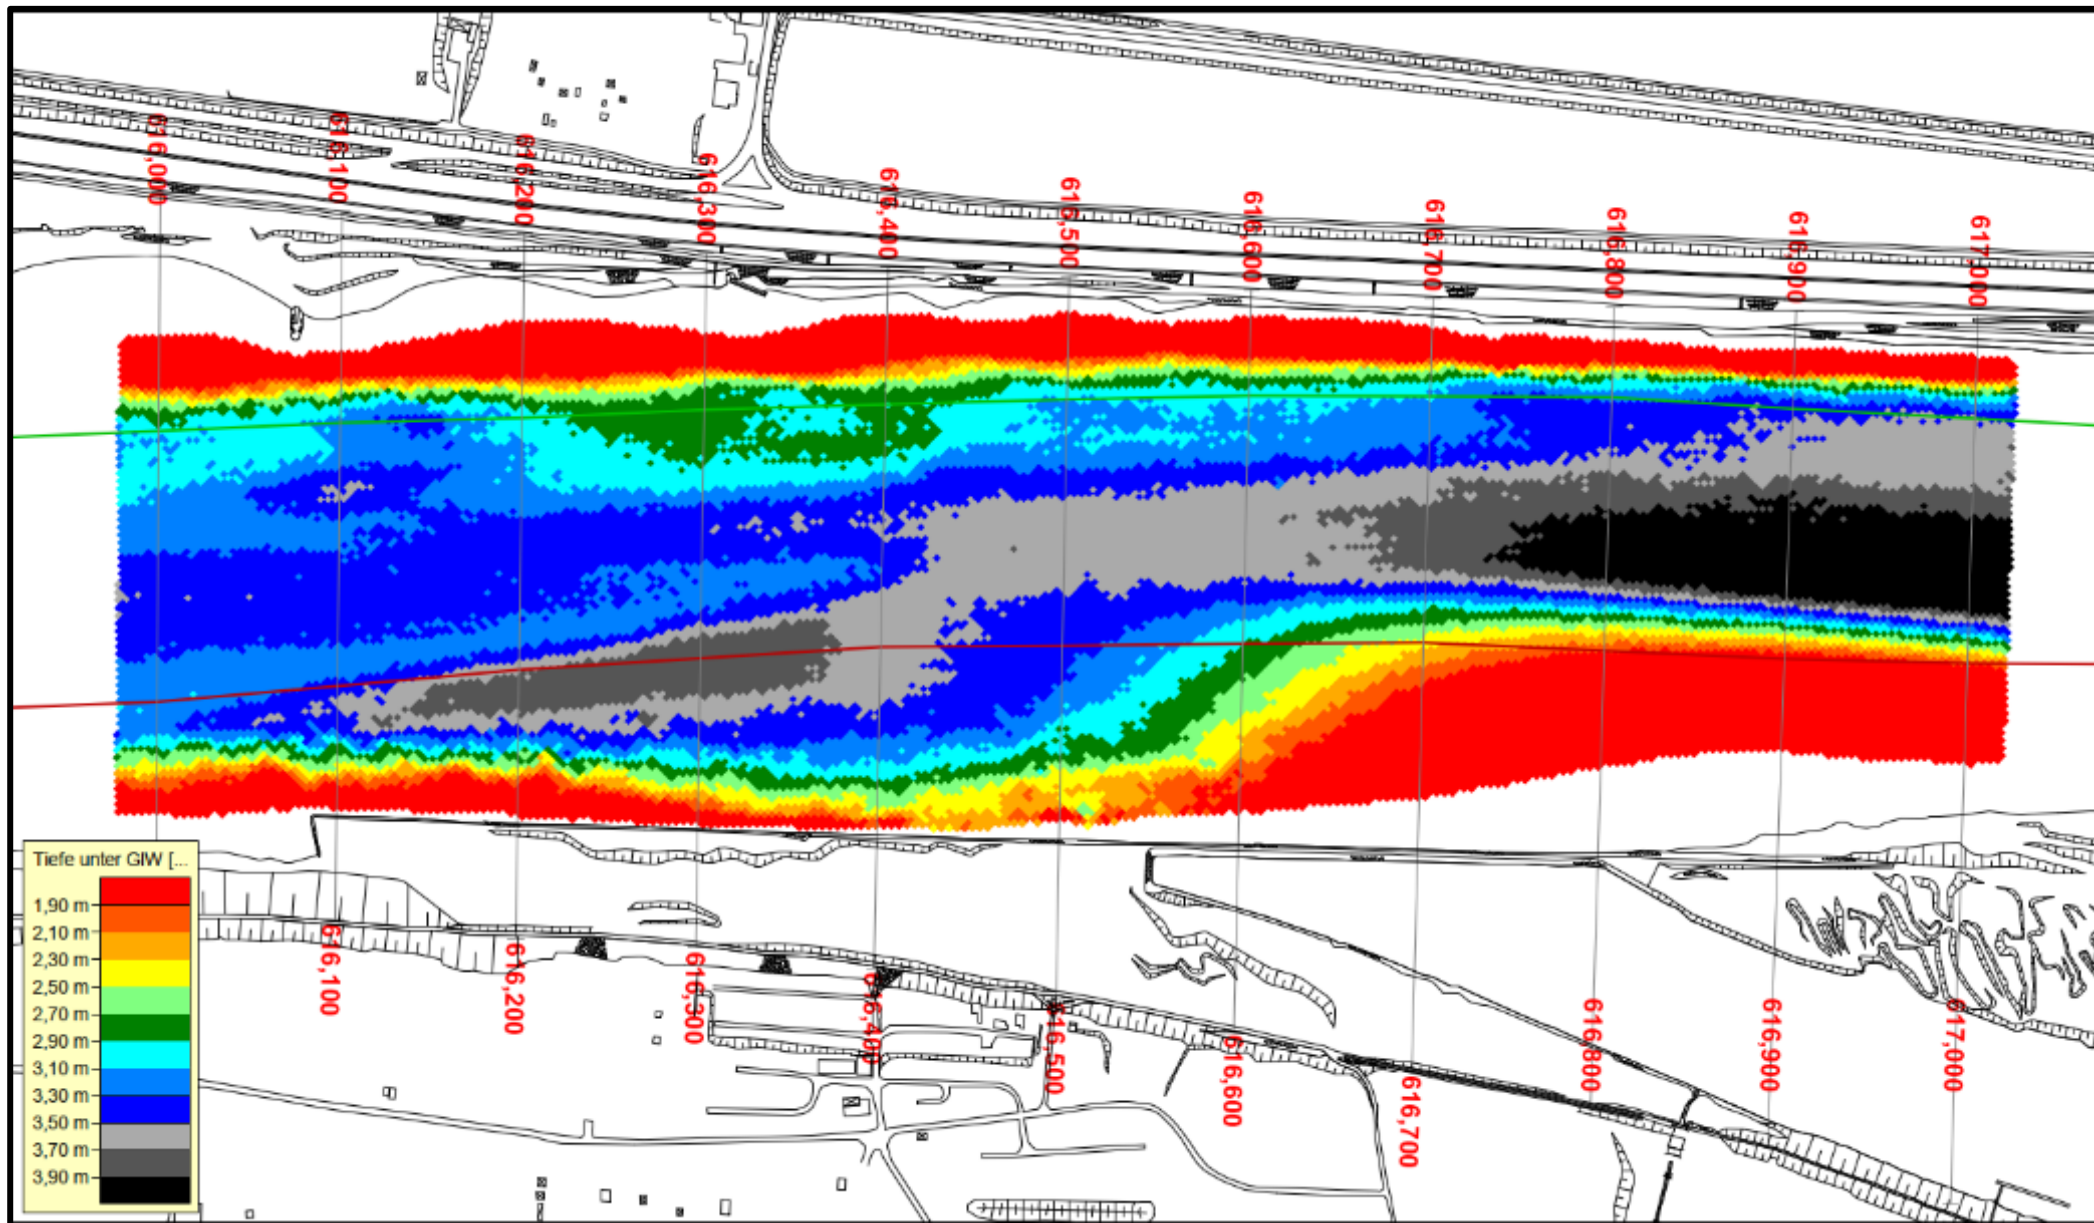 616,000
616,100
616,200
616,300
616,400
616,500
616,600
616,700
616,800
616,900
617,000
Tiefe unter GlW [...
1,90 m
2,10 m
2,30 m
2,50 m
2,70 m
2,90 m
3,10 m
3,30 m
3,50 m
3,70 m
3,90 m
616,100
616,200
616,300
616,400
616,500
616,600
616,700
616,800
616,900
617,000